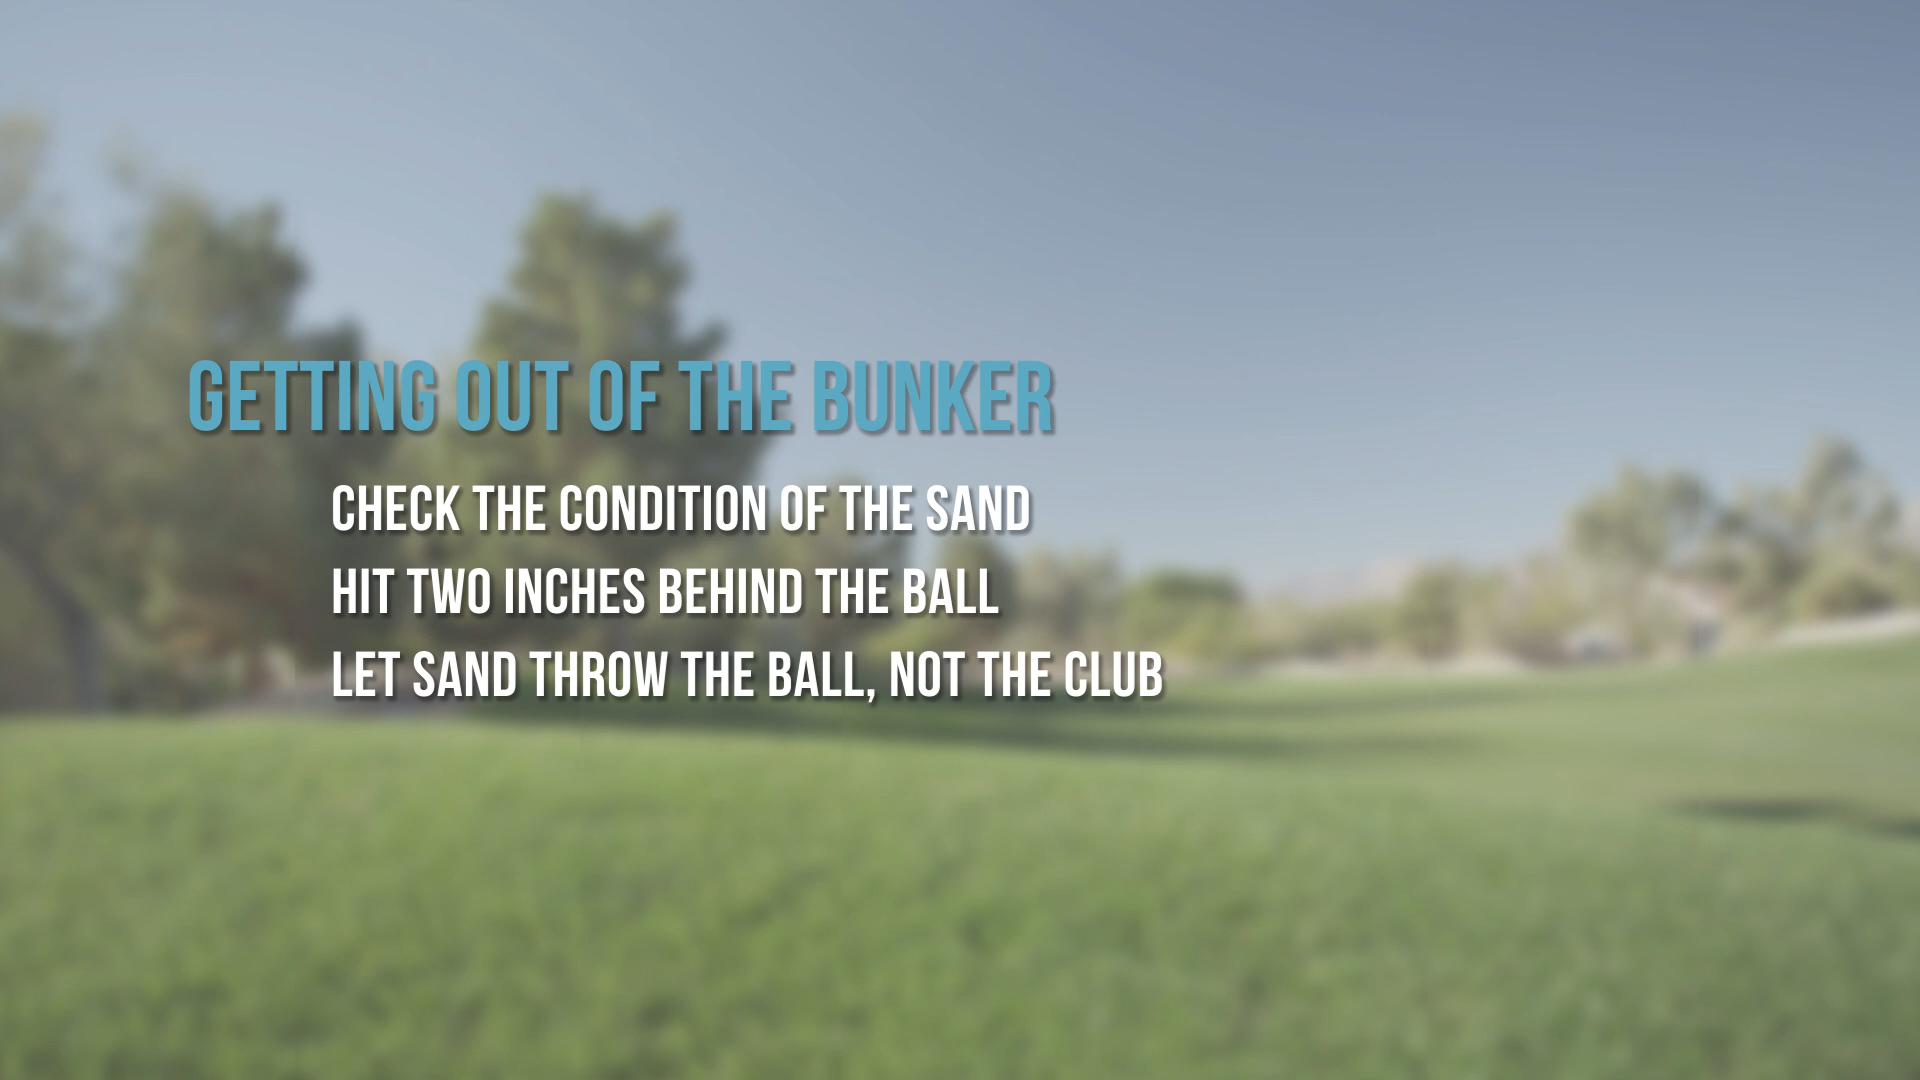 GETTING OUT OF THE BUNKER
CHECK THE CONDITION OF THE SAND
HIT TWO INCHES BEHIND THE BALL
LET SAND THROW THE BALL, NOT THE CLUB